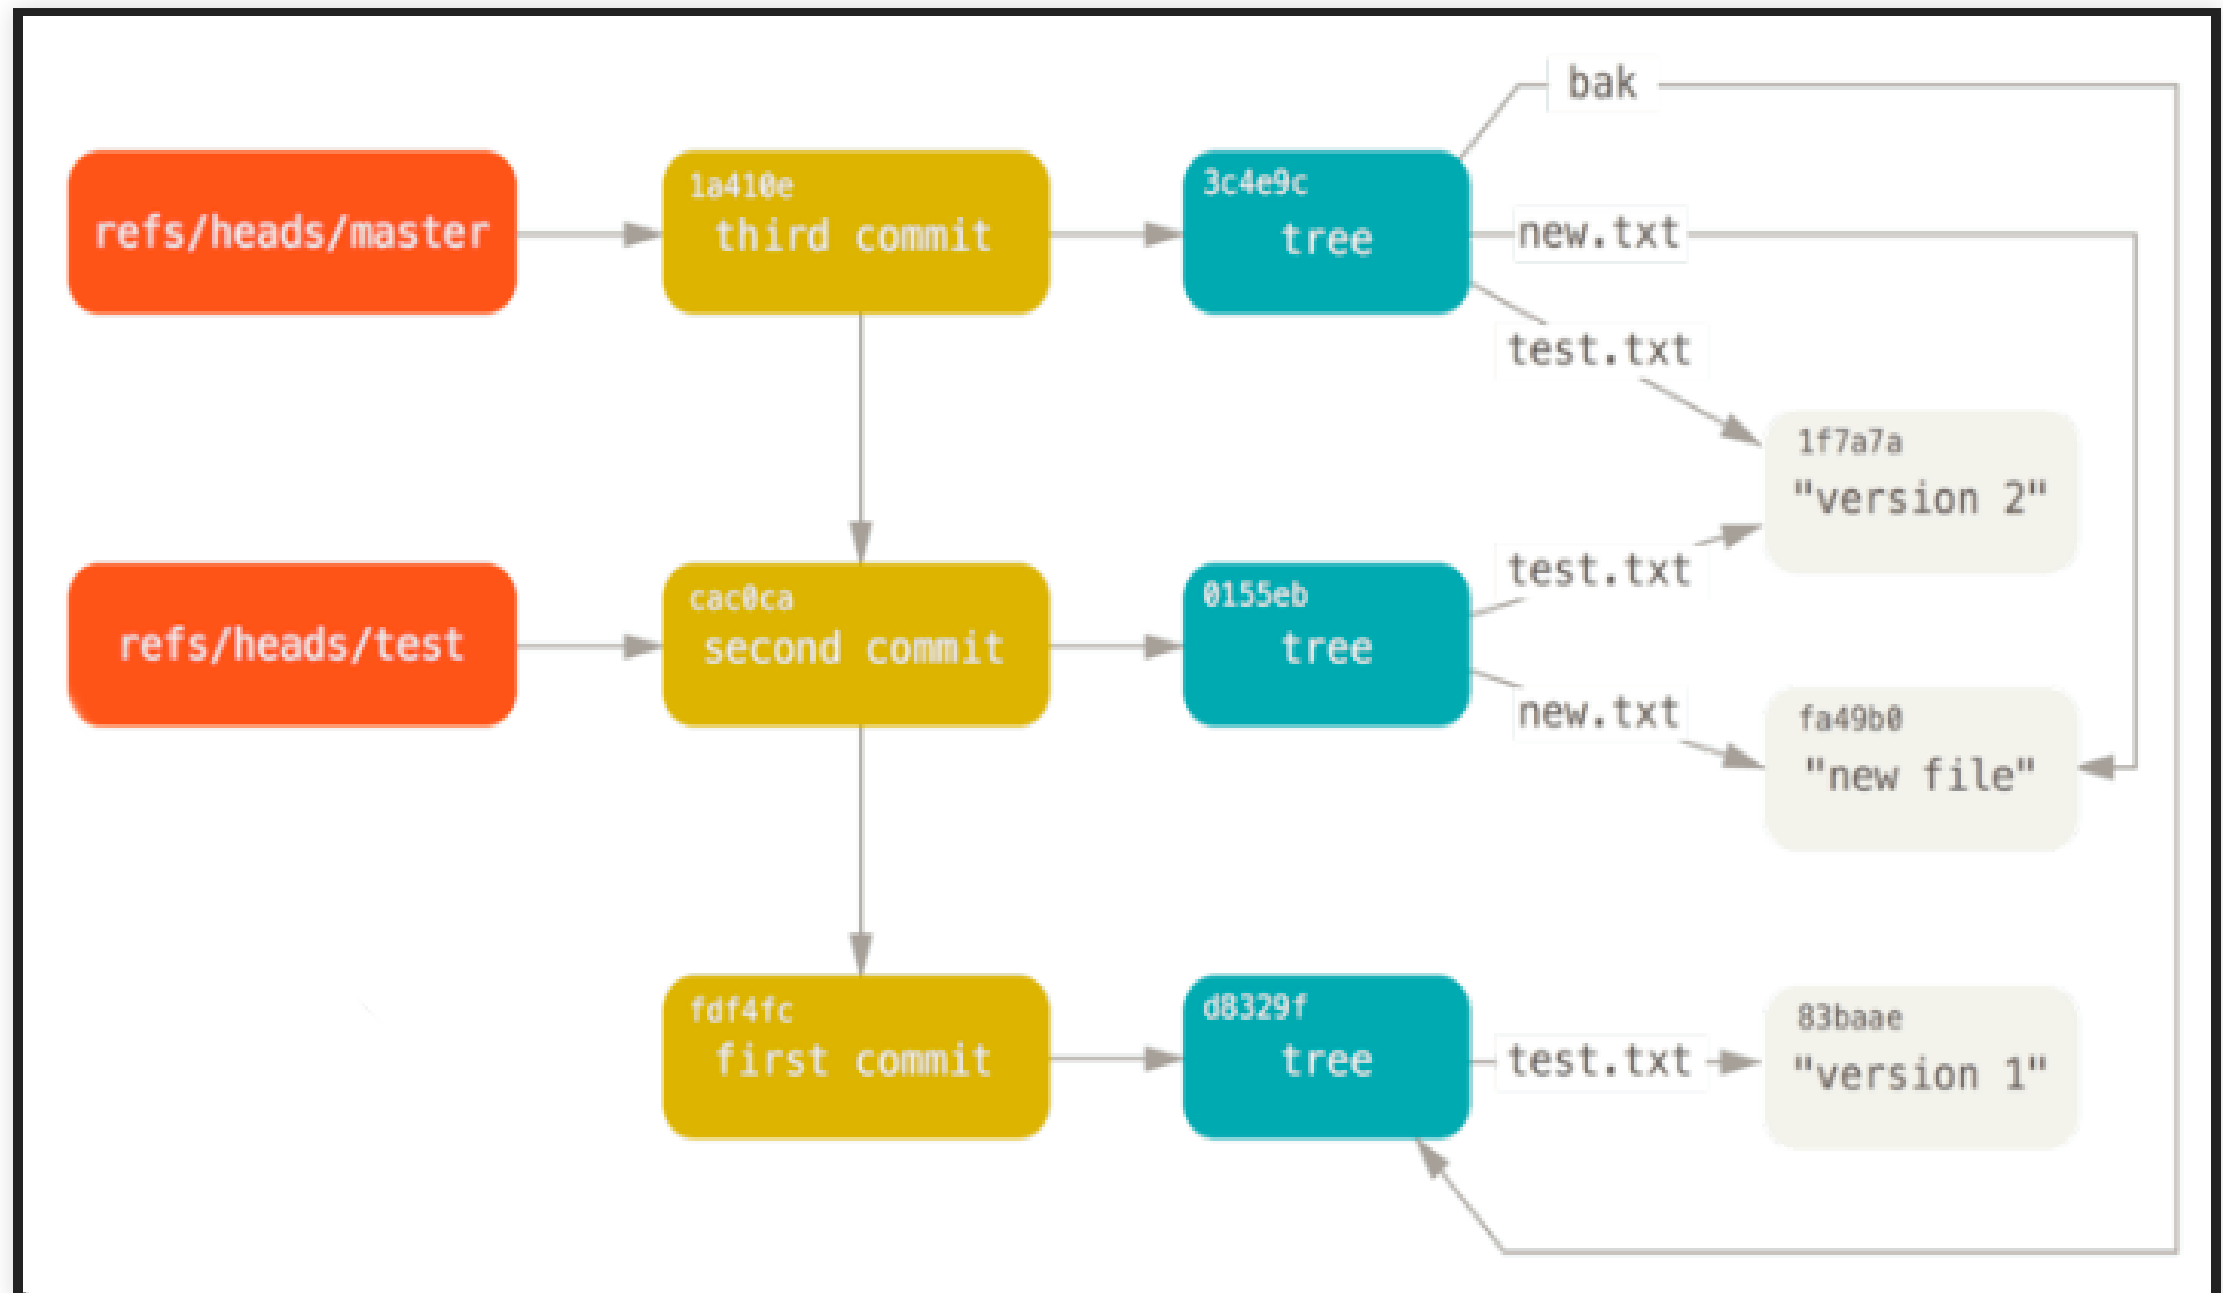 bak
refs/heads/master
1a410e
third commit
3c4e9c
tree
new.txt
test.txt
1f7a7a
"version 2"
refs/heads/test
cac0ca
second commit
0155eb
tree
test.txt
new.txt
fa49b0
"new file"
fdf4fc
first commit
d8329f
tree
test.txt
83baae
"version 1"